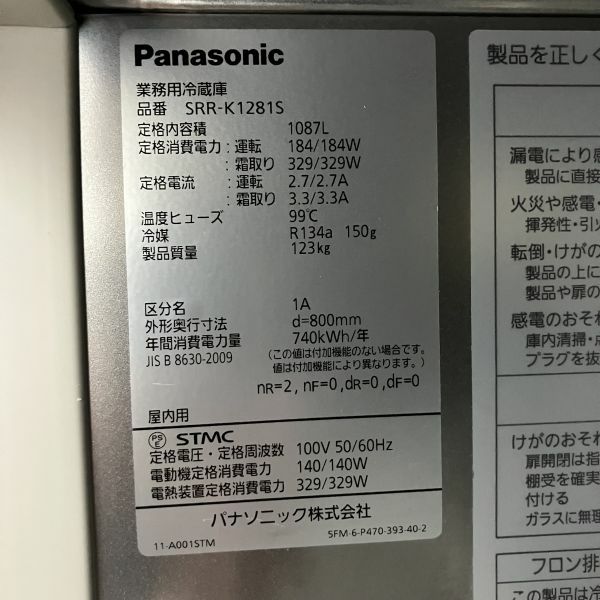 Panasonic
業務用冷蔵庫
品番 SRR-K1281S
定格内容積 1087L
定格消費電力:運転 184/184W
:霜取り 329/329W
定格電流 :運転 2.7/2.7A
:霜取り 3.3/3.3A
温度ヒューズ 99℃
冷媒 R134a 150g
製品質量 123kg
区分名 1A
外形奥行寸法 d=800mm
年間消費電力量 740kWh/年
JIS B 8630-2009 (この値は付加機能のない場合です。
値は付加機能により異なります。)
nR=2, nF=0, dR=0, dF=0
屋内用
PSE STMC
定格電圧・定格周波数 100V 50/60Hz
電動機定格消費電力 140/140W
電熱装置定格消費電力 329/329W
パナソニック株式会社
11-A001STM 5FM-6-P470-393-40-2
製品を正しく
漏電により感
製品に直接
火災や感電・
揮発性・引火
転倒・けがの
製品の上に
製品や扉の
感電のおそれ
庫内清掃・点
プラグを抜
けがのおそれ
扉開閉は指
棚受を確実
付ける
ガラスに無理
フロン排
この製品は冷